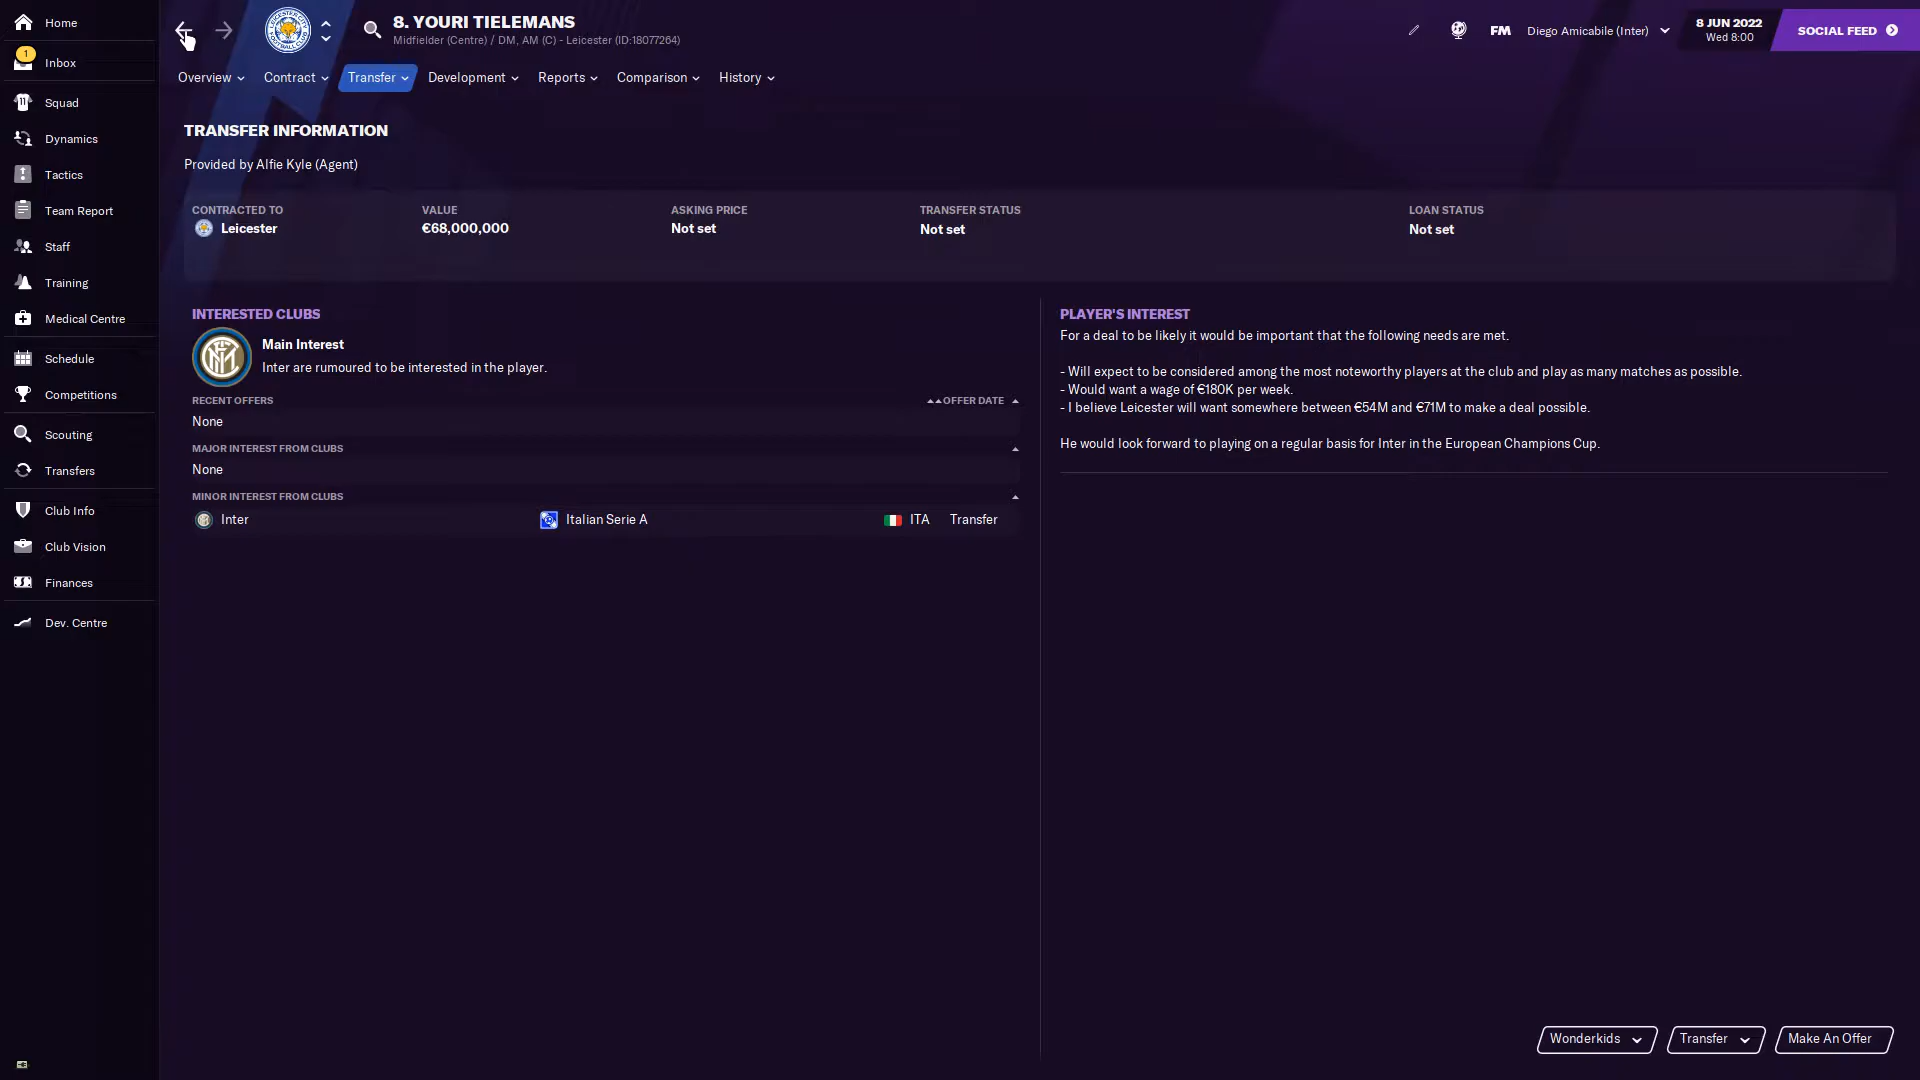 Home
1
Inbox
Squad
Dynamics
Tactics
Team Report
Staff
Training
Medical Centre
Schedule
Competitions
Scouting
Transfers
Club Info
Club Vision
Finances
Dev. Centre
8. YOURI TIELEMANS
Midfielder (Centre) / DM, AM (C) - Leicester (ID:18077264)
FM
Diego Amicabile (Inter)
8 JUN 2022
Wed 8:00
SOCIAL FEED
Overview
Contract
Transfer
Development
Reports
Comparison
History
TRANSFER INFORMATION
Provided by Alfie Kyle (Agent)
CONTRACTED TO
Leicester
VALUE
€68,000,000
ASKING PRICE
Not set
TRANSFER STATUS
Not set
LOAN STATUS
Not set
INTERESTED CLUBS
Main Interest
Inter are rumoured to be interested in the player.
RECENT OFFERS
OFFER DATE
None
MAJOR INTEREST FROM CLUBS
None
MINOR INTEREST FROM CLUBS
Inter
Italian Serie A
ITA
Transfer
PLAYER'S INTEREST
For a deal to be likely it would be important that the following needs are met.
- Will expect to be considered among the most noteworthy players at the club and play as many matches as possible.
- Would want a wage of €180K per week.
- I believe Leicester will want somewhere between €54M and €71M to make a deal possible.
He would look forward to playing on a regular basis for Inter in the European Champions Cup.
Wonderkids
Transfer
Make An Offer